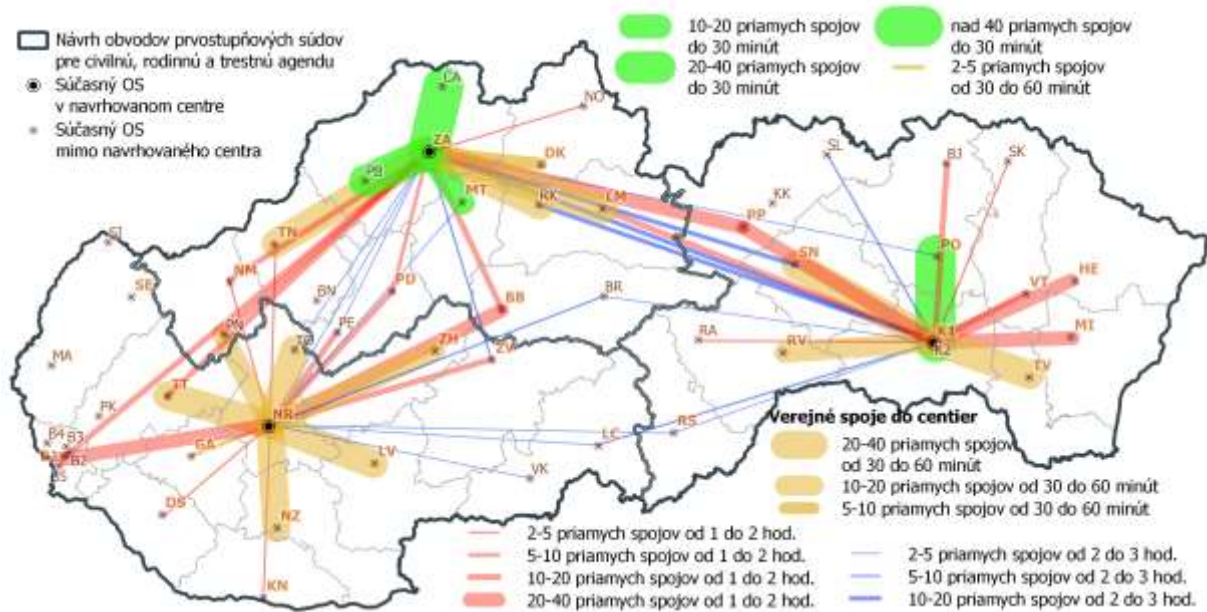 Návrh obvodov prvostupňových súdov
pre civilnú, rodinnú a trestnú agendu
Súčasný OS
v navrhovanom centre
Súčasný OS
mimo navrhovaného centra
10-20 priamych spojov
do 30 minút
20-40 priamych spojov
do 30 minút
nad 40 priamych spojov
do 30 minút
2-5 priamych spojov
od 30 do 60 minút
CA
NO
ZA
DK
PB
MT
RK
LM
SL
BJ
SK
KK
PP
SN
PO
TN
NM
SE
BN
PD
BB
BR
PE
PN
TO
ZH
ZV
VT
HE
MI
K1
K2
RA
RV
TV
MA
PK
TT
NR
GA
LV
LC
RS
VK
B4
B3
B2
B5
DS
NZ
KN
Verejné spoje do centier
20-40 priamych spojov
od 30 do 60 minút
10-20 priamych spojov od 30 do 60 minút
5-10 priamych spojov od 30 do 60 minút
2-5 priamych spojov od 1 do 2 hod.
5-10 priamych spojov od 1 do 2 hod.
10-20 priamych spojov od 1 do 2 hod.
20-40 priamych spojov od 1 do 2 hod.
2-5 priamych spojov od 2 do 3 hod.
5-10 priamych spojov od 2 do 3 hod.
10-20 priamych spojov od 2 do 3 hod.